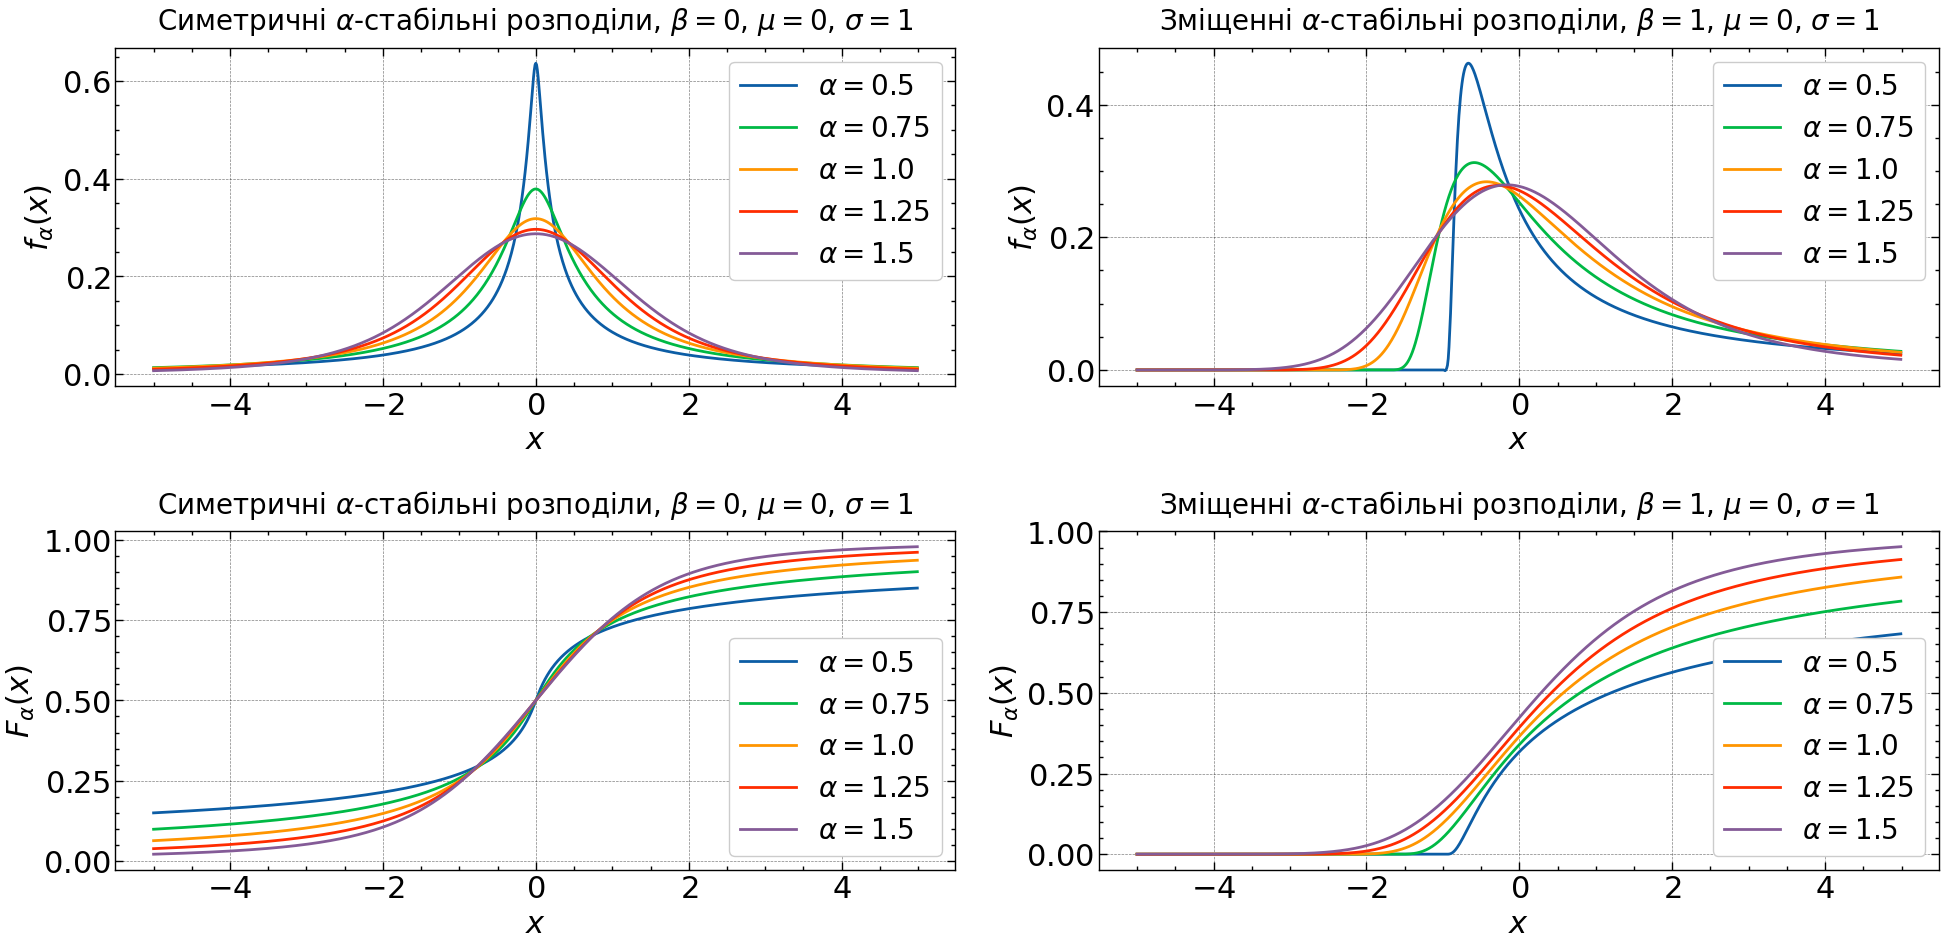 Симетричні α-стабільні розподіли, β = 0, μ = 0, σ = 1
f_α(x)
0.6
0.4
0.2
0.0
α = 0.5
α = 0.75
α = 1.0
α = 1.25
α = 1.5
−4 −2 0 2 4
x
Зміщенні α-стабільні розподіли, β = 1, μ = 0, σ = 1
f_α(x)
0.4
0.2
0.0
α = 0.5
α = 0.75
α = 1.0
α = 1.25
α = 1.5
−4 −2 0 2 4
x
Симетричні α-стабільні розподіли, β = 0, μ = 0, σ = 1
F_α(x)
1.00
0.75
0.50
0.25
0.00
α = 0.5
α = 0.75
α = 1.0
α = 1.25
α = 1.5
−4 −2 0 2 4
x
Зміщенні α-стабільні розподіли, β = 1, μ = 0, σ = 1
F_α(x)
1.00
0.75
0.50
0.25
0.00
α = 0.5
α = 0.75
α = 1.0
α = 1.25
α = 1.5
−4 −2 0 2 4
x